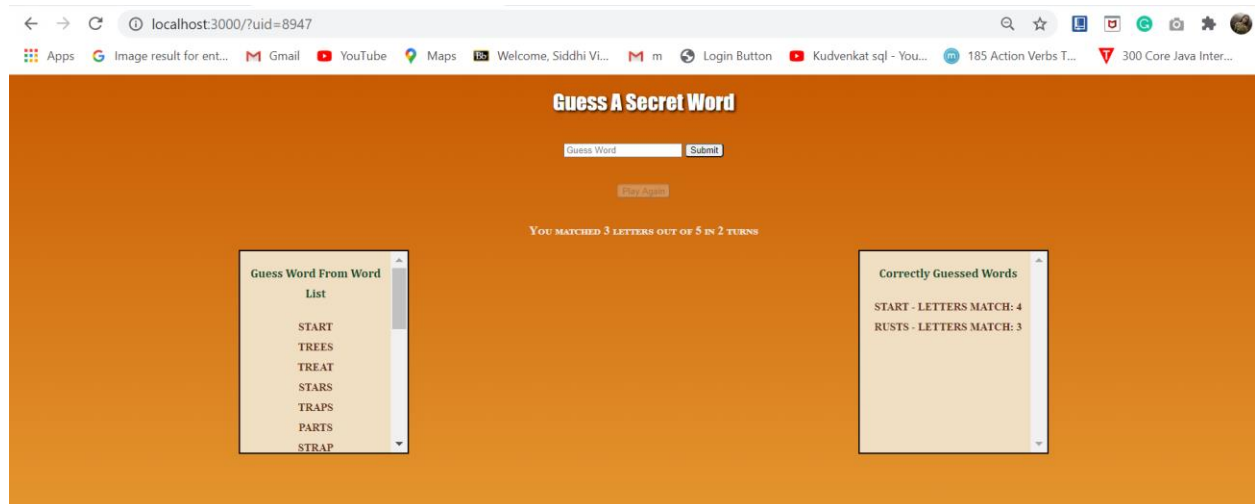 localhost:3000/?uid=8947
Apps Image result for ent... Gmail YouTube Maps Bb Welcome, Siddhi Vi... m Login Button Kudvenkat sql - You... m 185 Action Verbs T... 300 Core Java Inter...
Guess A Secret Word
Guess Word Submit
Play Again
YOU MATCHED 3 LETTERS OUT OF 5 IN 2 TURNS
Guess Word From Word
List
START
TREES
TREAT
STARS
TRAPS
PARTS
STRAP
Correctly Guessed Words
START - LETTERS MATCH: 4
RUSTS - LETTERS MATCH: 3